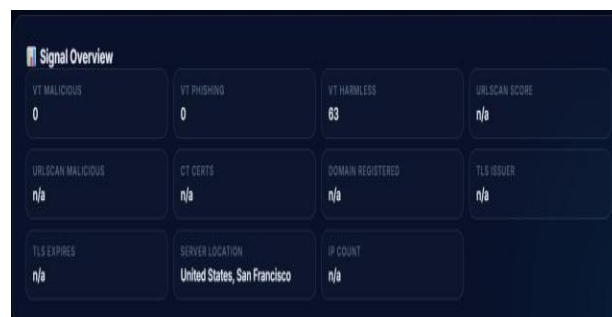 📊 Signal Overview
VT MALICIOUS
0
VT PHISHING
0
VT HARMLESS
63
URLSCAN SCORE
n/a
URLSCAN MALICIOUS
n/a
CT CERTS
n/a
DOMAIN REGISTERED
n/a
TLS ISSUER
n/a
TLS EXPIRES
n/a
SERVER LOCATION
United States, San Francisco
IP COUNT
n/a